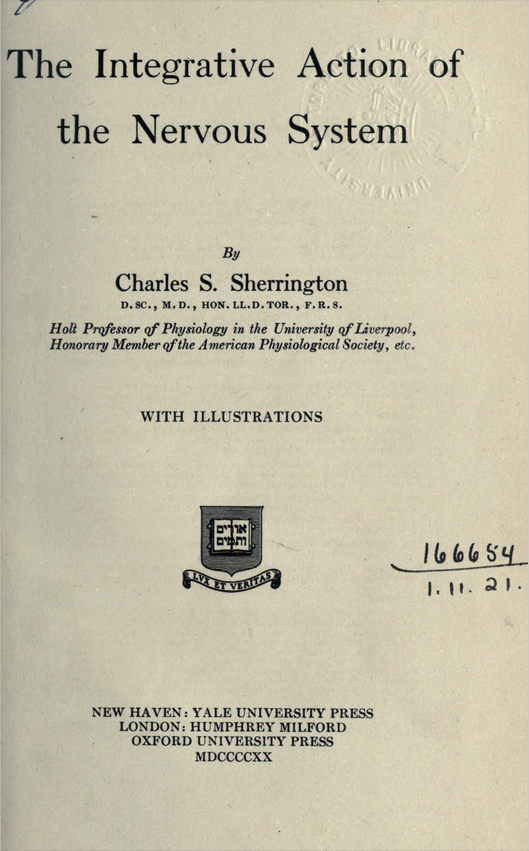 The Integrative Action of
the Nervous System
By
Charles S. Sherrington
D.SC., M.D., HON. LL.D. TOR., F.R.S.
Holt Professor of Physiology in the University of Liverpool,
Honorary Member of the American Physiological Society, etc.
WITH ILLUSTRATIONS
אורים
ותמים
LVX ET VERITAS
166654
1.11.21.
NEW HAVEN: YALE UNIVERSITY PRESS
LONDON: HUMPHREY MILFORD
OXFORD UNIVERSITY PRESS
MDCCCCXX